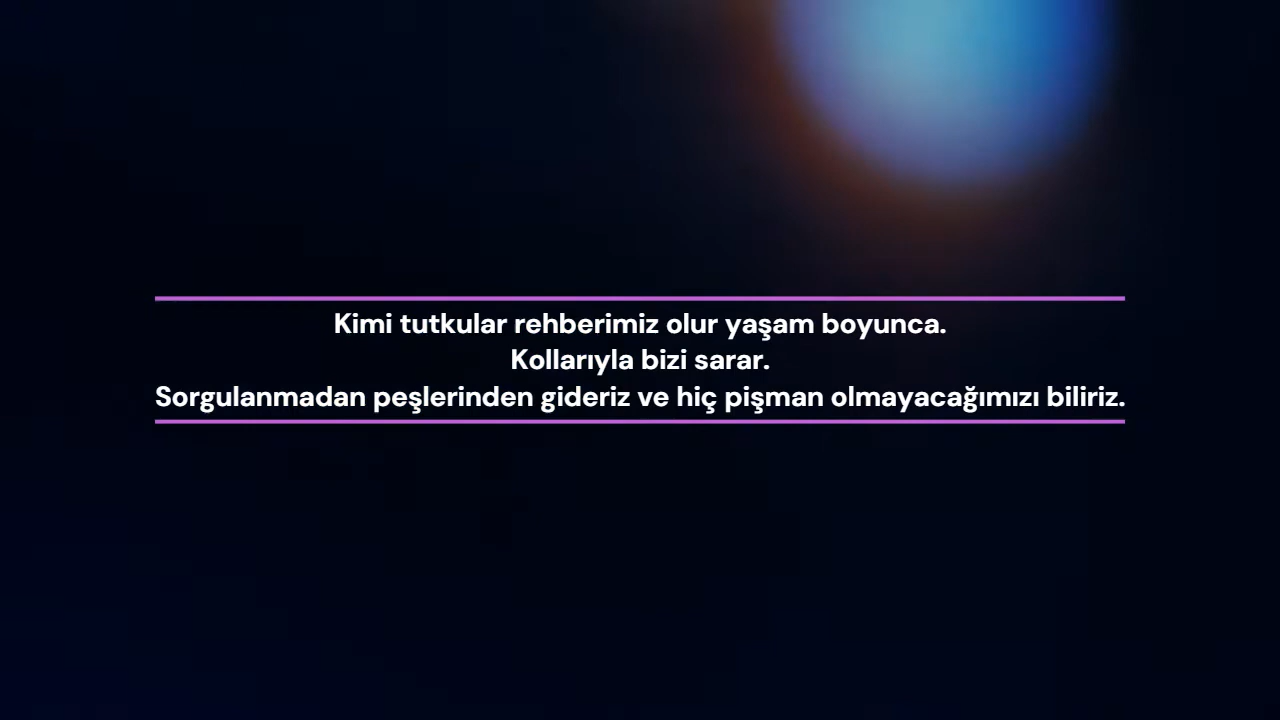 Kimi tutkular rehberimiz olur yaşam boyunca.
Kollarıyla bizi sarar.
Sorgulanmadan peşlerinden gideriz ve hiç pişman olmayacağımızı biliriz.